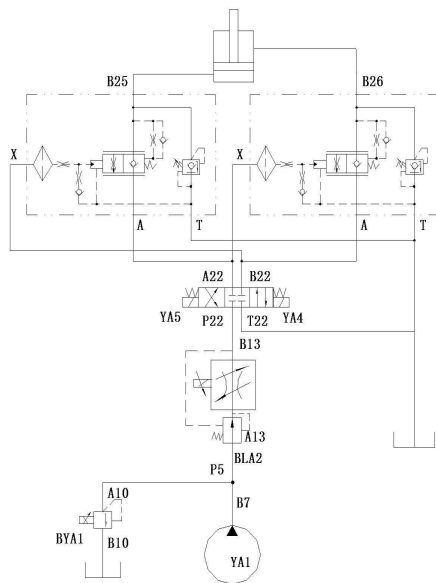 B25
B26
X
X
A
T
A
T
A22
B22
YA5
P22
T22
YA4
B13
A13
BLA2
P5
A10
B7
BYA1
B10
YA1